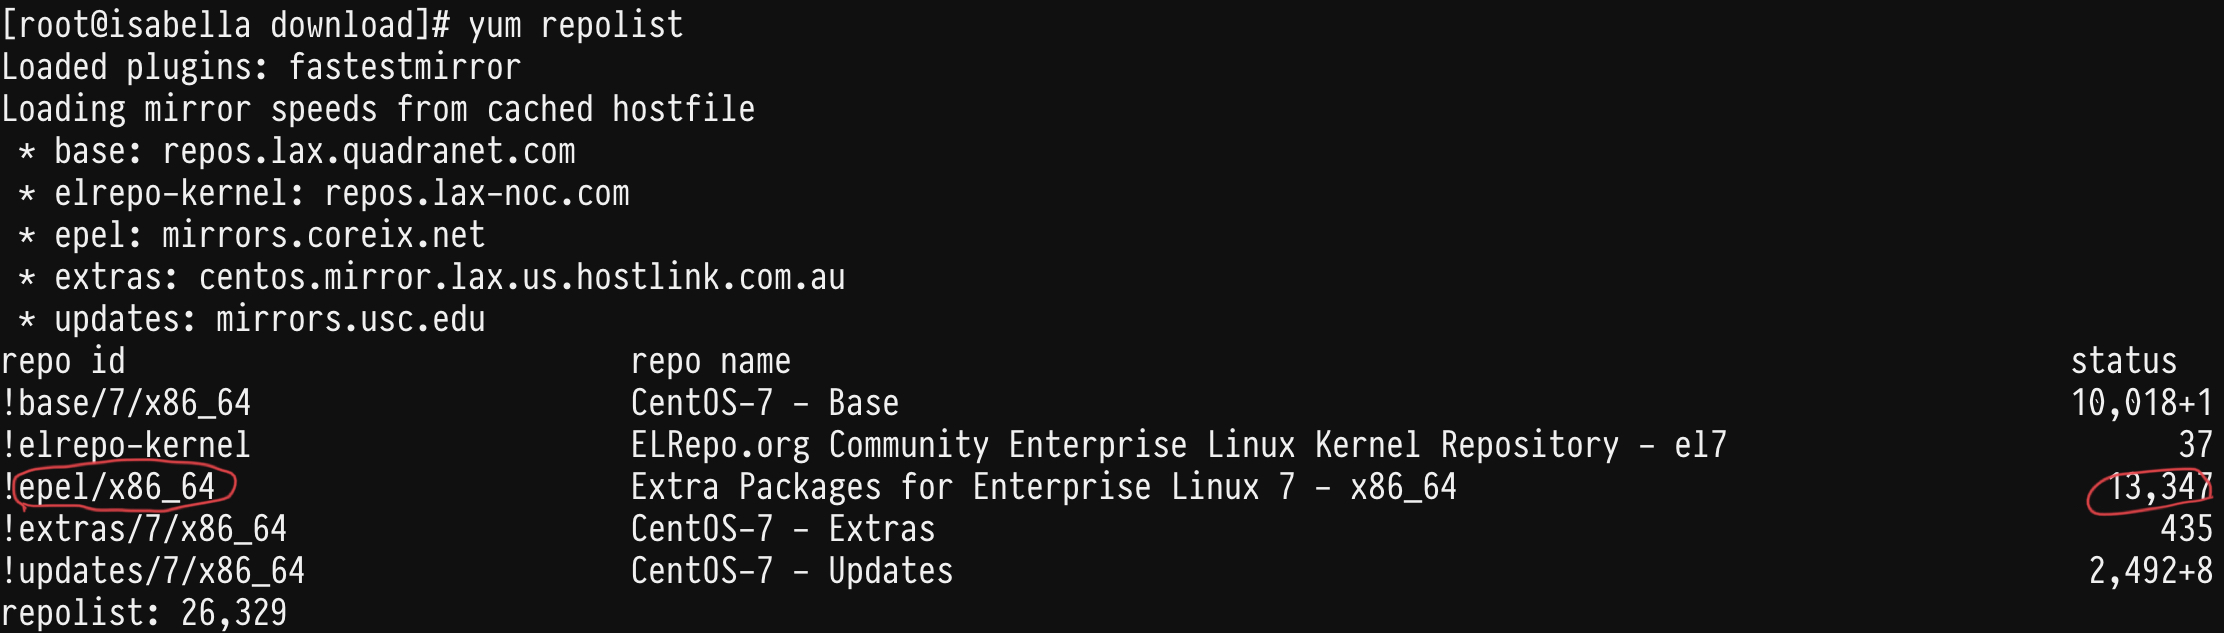 [root@isabella download]# yum repolist
Loaded plugins: fastestmirror
Loading mirror speeds from cached hostfile
 * base: repos.lax.quadranet.com
 * elrepo-kernel: repos.lax-noc.com
 * epel: mirrors.coreix.net
 * extras: centos.mirror.lax.us.hostlink.com.au
 * updates: mirrors.usc.edu
repo id repo name status
!base/7/x86_64 CentOS-7 - Base 10,018+1
!elrepo-kernel ELRepo.org Community Enterprise Linux Kernel Repository - el7 37
!epel/x86_64 Extra Packages for Enterprise Linux 7 - x86_64 13,347
!extras/7/x86_64 CentOS-7 - Extras 435
!updates/7/x86_64 CentOS-7 - Updates 2,492+8
repolist: 26,329